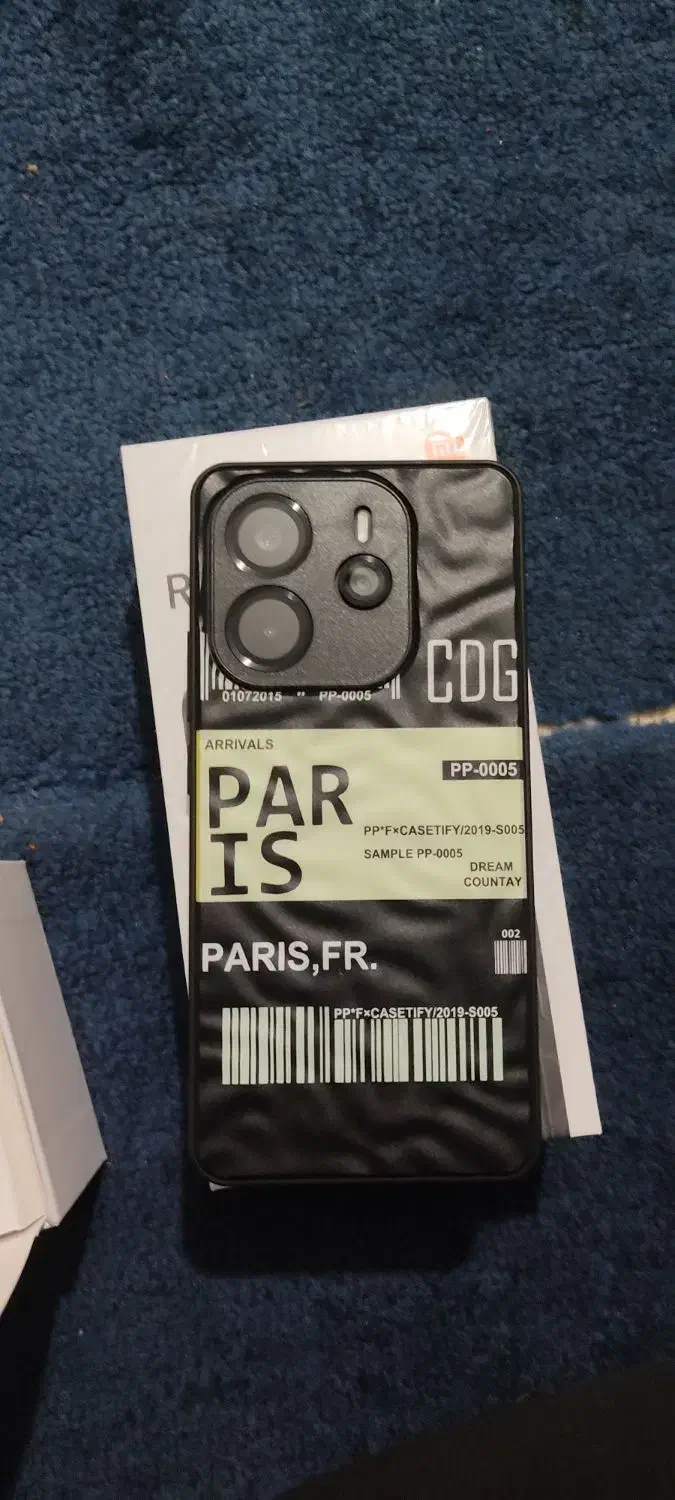 mi
R
CDG
01072015 " PP-0005
ARRIVALS
PP-0005
PAR
IS
PP*F×CASETIFY/2019-S005
SAMPLE PP-0005
DREAM
COUNTAY
002
PARIS,FR.
PP*F×CASETIFY/2019-S005